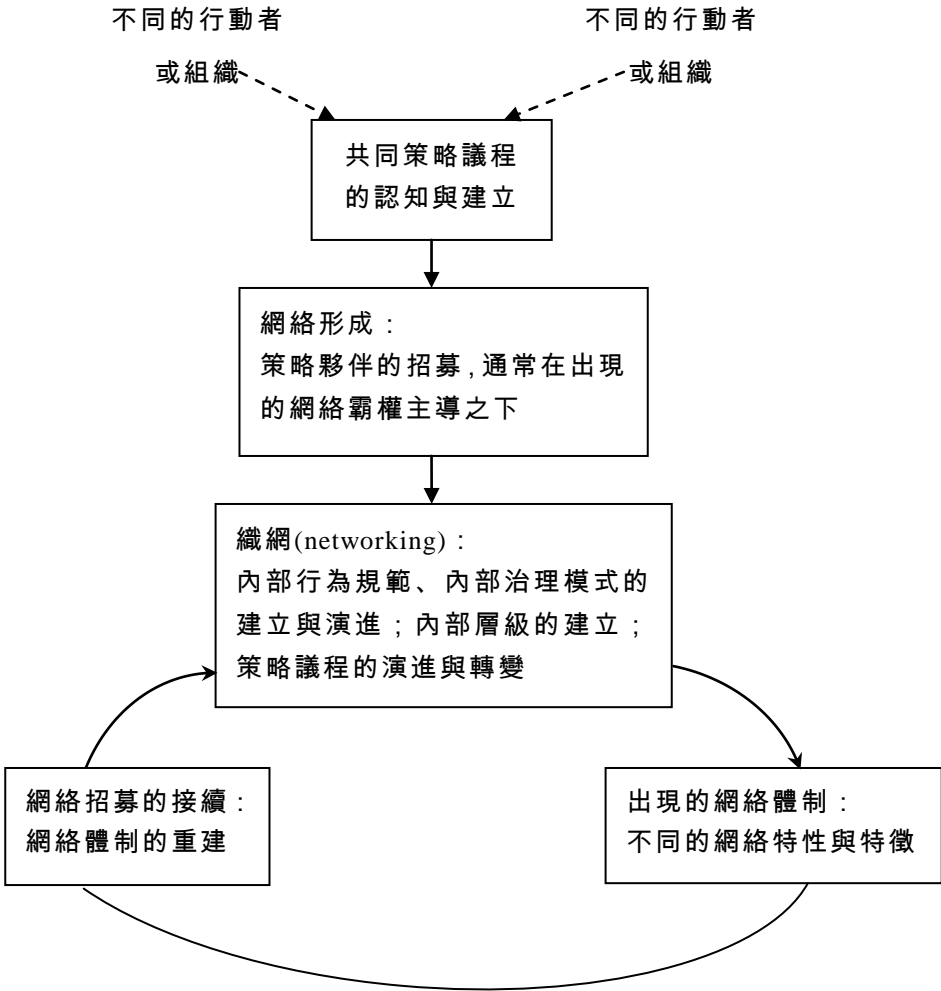 不同的行動者
或組織
不同的行動者
或組織
共同策略議程
的認知與建立
網絡形成：
策略夥伴的招募,通常在出現
的網絡霸權主導之下
織網(networking)：
內部行為規範、內部治理模式的
建立與演進；內部層級的建立；
策略議程的演進與轉變
網絡招募的接續：
網絡體制的重建
出現的網絡體制：
不同的網絡特性與特徵